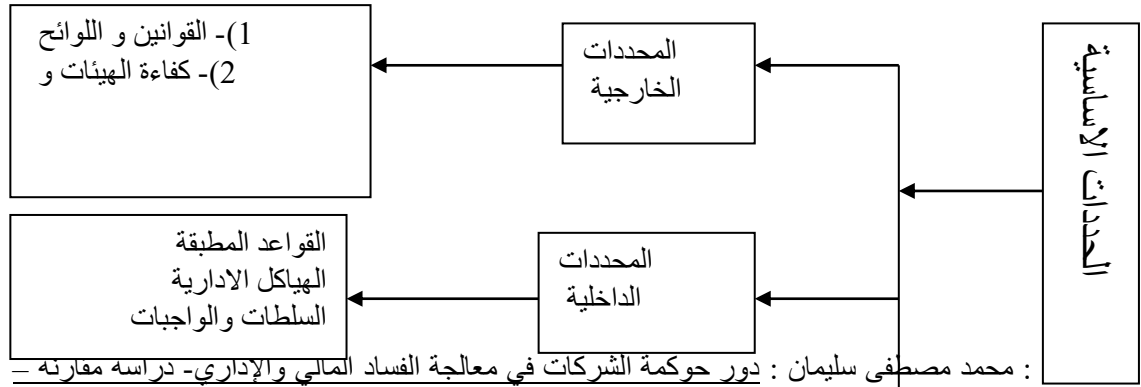 المحددات الاساسية
المحددات
الخارجية
1)- القوانين و اللوائح
2)- كفاءة الهيئات و
المحددات
الداخلية
القواعد المطبقة
الهياكل الادارية
السلطات والواجبات
: محمد مصطفى سليمان : دور حوكمة الشركات في معالجة الفساد المالي والإداري- دراسة مقارنة –